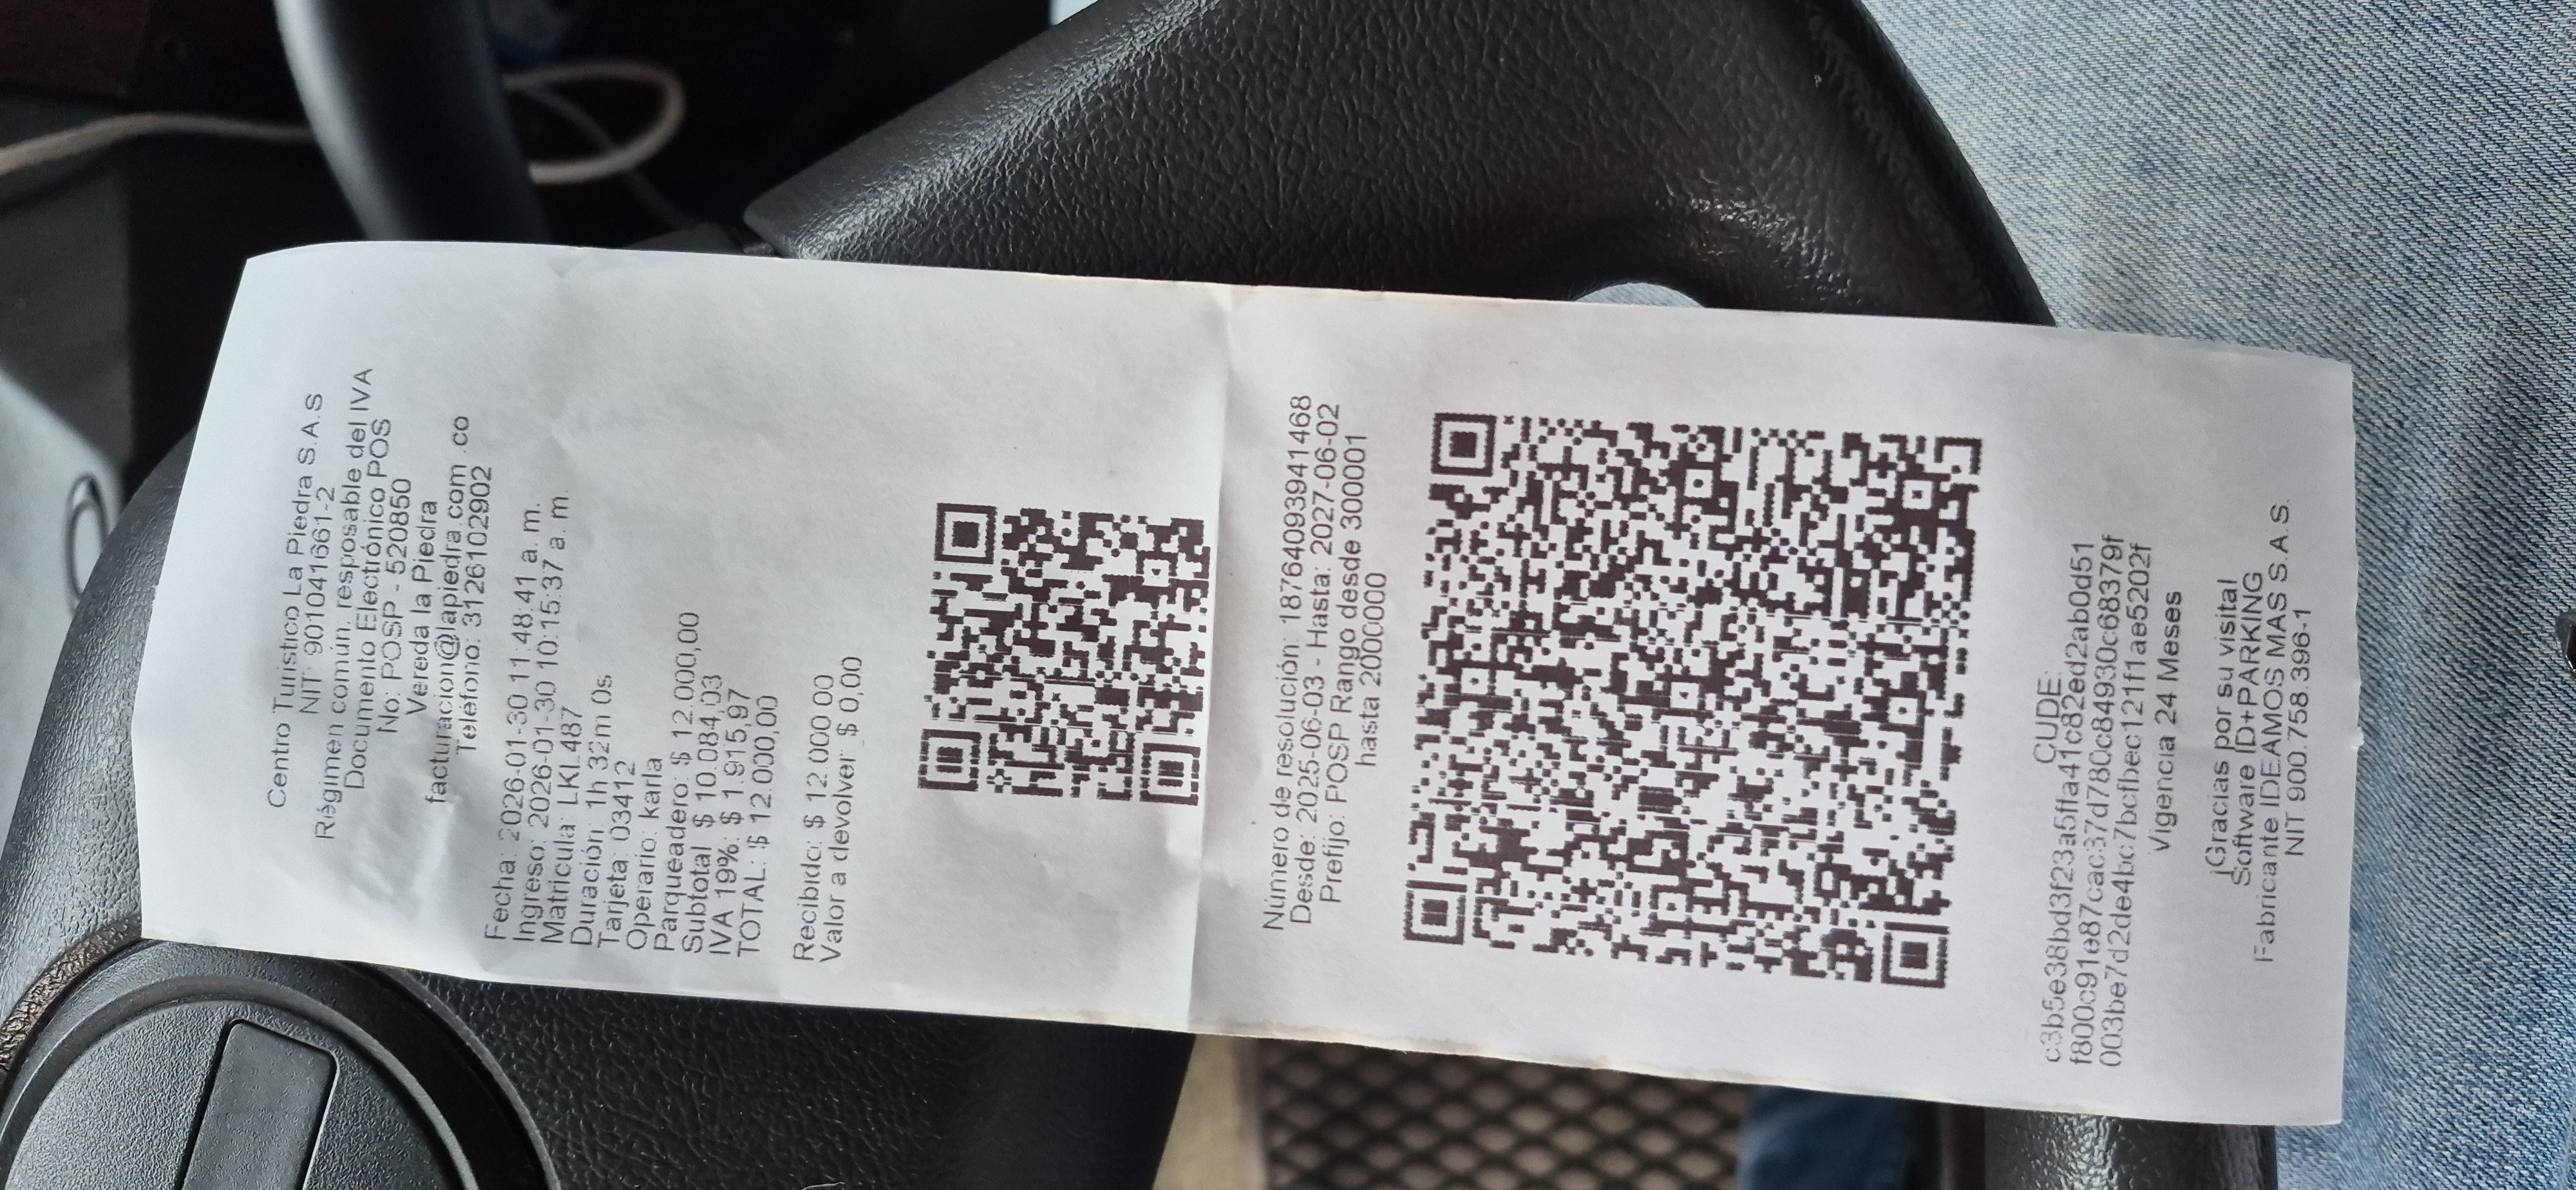 Centro Turistico La Piedra S.A.S
NIT: 901041661-2
Régimen común. resposable del IVA
Documento Electrónico POS
No: POSP - 520850
Vereda la Piedra
facturacion@lapiedra.com .co
Teléfono: 3126102902
Fecha: 2026-01-30 11:48:41 a. m.
Ingreso: 2026-01-30 10:15:37 a. m.
Matricula: LKL487
Duración: 1h 32m 0s
Tarjeta: 03412
Operario: karla
Parqueadero: $ 12.000,00
Subtotal: $ 10.084,03
IVA 19%: $ 1.915,97
TOTAL: $ 12.000,00
Recibido: $ 12.000,00
Valor a devolver: $ 0,00
Número de resolución: 18764093941468
Desde: 2025-06-03 - Hasta: 2027-06-02
Prefijo: POSP Rango desde 300001
hasta 2000000
CUDE:
c3b5e38bd3f23a5ffa41c82ed2ab0d51
f800c91e87cac37d780c84930c68379f
003be7d2de4bc7bcfbec121f1ae5202f
Vigencia 24 Meses
¡Gracias por su visita!
Software ID+PARKING
Fabricante IDEAMOS MAS S.A.S.
NIT 900.758.396-1